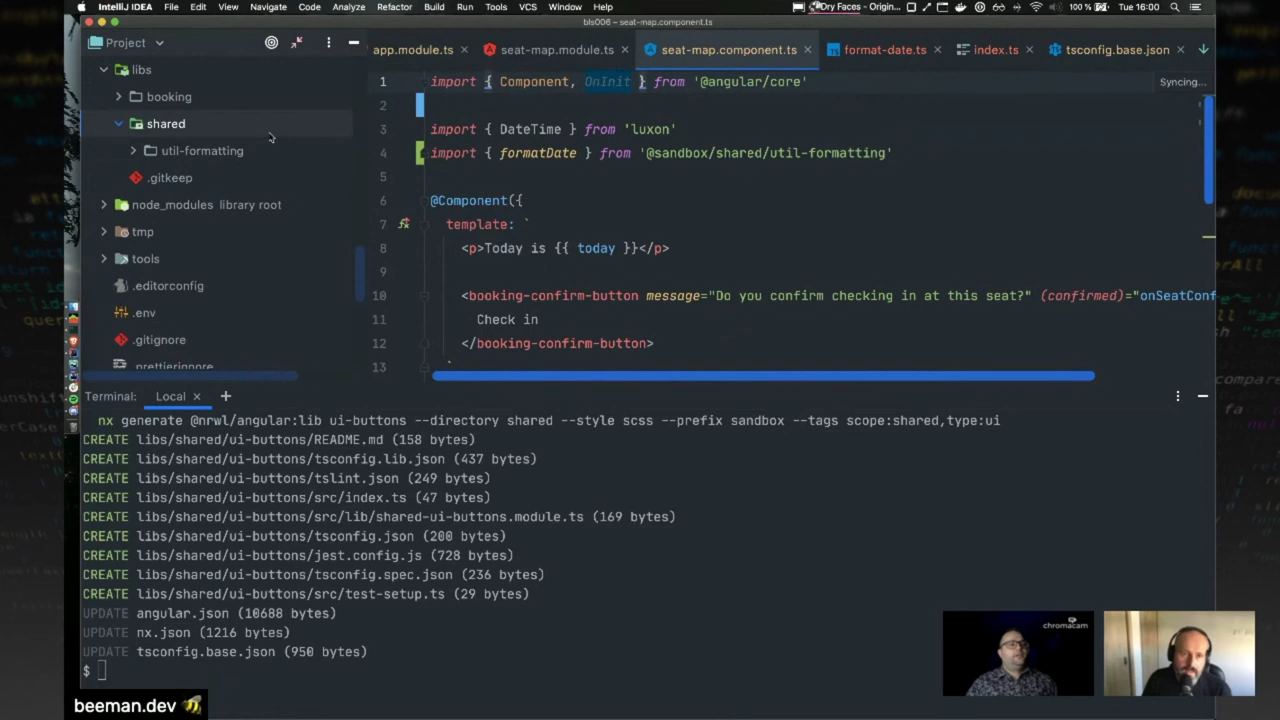 IntelliJ IDEA File Edit View Navigate Code Analyze Refactor Build Run Tools VCS Window Help Dry Faces - Origin... 100 % Tue 16:00
bls006 – seat-map.component.ts
Project
app.module.ts × seat-map.module.ts × seat-map.component.ts × format-date.ts × index.ts × tsconfig.base.json ×
libs
booking
shared
util-formatting
.gitkeep
node_modules library root
tmp
tools
.editorconfig
.env
.gitignore
.prettierignore
Syncing...
1 import { Component, OnInit } from '@angular/core'
2
3 import { DateTime } from 'luxon'
4 import { formatDate } from '@sandbox/shared/util-formatting'
5
6 @Component({
7 template: `
8 <p>Today is {{ today }}</p>
9
10 <booking-confirm-button message="Do you confirm checking in at this seat?" (confirmed)="onSeatConf
11 Check in
12 </booking-confirm-button>
13 `
Terminal: Local × +
nx generate @nrwl/angular:lib ui-buttons --directory shared --style scss --prefix sandbox --tags scope:shared,type:ui
CREATE libs/shared/ui-buttons/README.md (158 bytes)
CREATE libs/shared/ui-buttons/tsconfig.lib.json (437 bytes)
CREATE libs/shared/ui-buttons/tslint.json (249 bytes)
CREATE libs/shared/ui-buttons/src/index.ts (47 bytes)
CREATE libs/shared/ui-buttons/src/lib/shared-ui-buttons.module.ts (169 bytes)
CREATE libs/shared/ui-buttons/tsconfig.json (200 bytes)
CREATE libs/shared/ui-buttons/jest.config.js (728 bytes)
CREATE libs/shared/ui-buttons/tsconfig.spec.json (236 bytes)
CREATE libs/shared/ui-buttons/src/test-setup.ts (29 bytes)
UPDATE angular.json (10688 bytes)
UPDATE nx.json (1216 bytes)
UPDATE tsconfig.base.json (950 bytes)
$
chromacam
beeman.dev